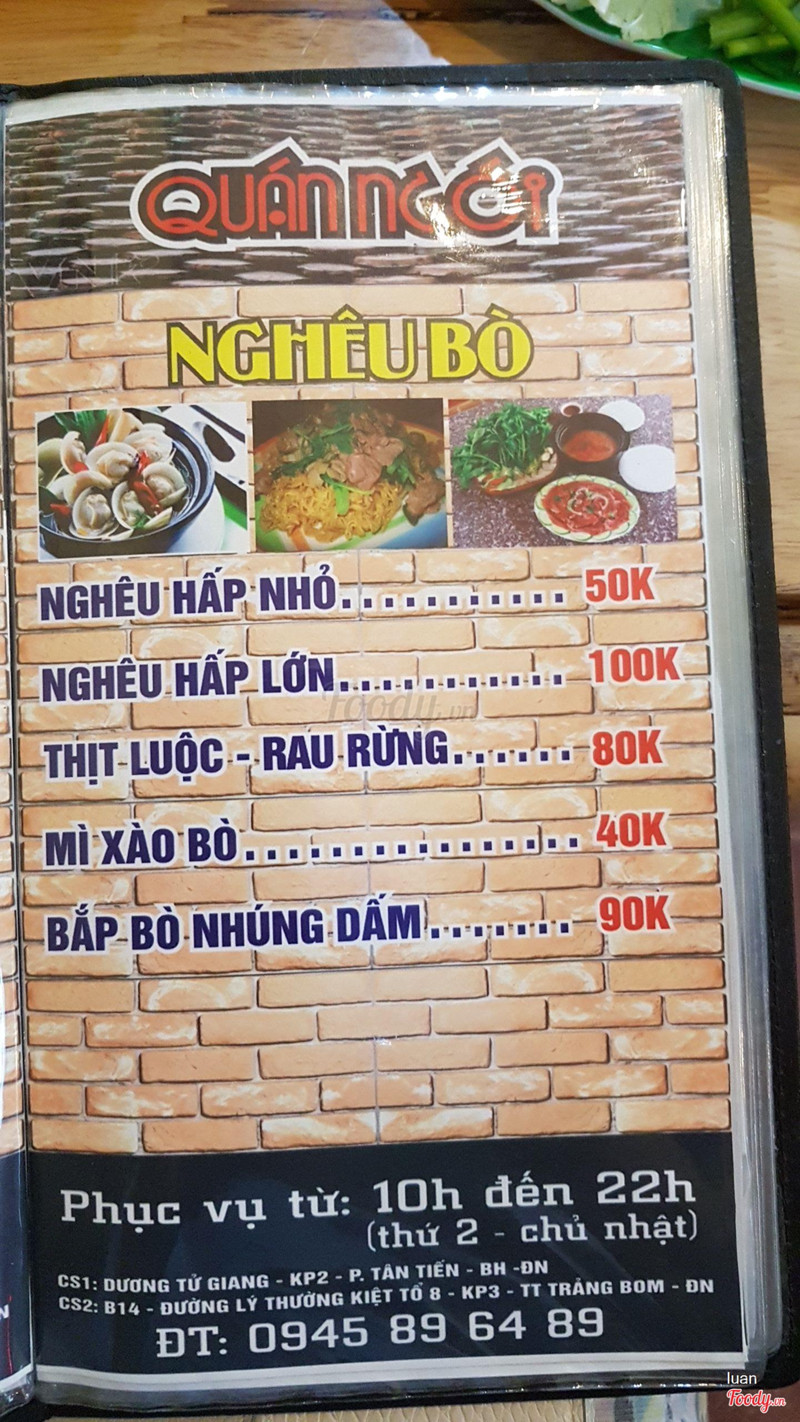 QUÁN NGÓI
NGHÊU BÒ
NGHÊU HẤP NHỎ........... 50K
NGHÊU HẤP LỚN........... 100K
Foody.vn
THỊT LUỘC - RAU RỪNG...... 80K
MÌ XÀO BÒ................ 40K
BẮP BÒ NHÚNG DẤM....... 90K
Phục vụ từ: 10h đến 22h
(thứ 2 - chủ nhật)
CS1: DƯƠNG TỬ GIANG - KP2 - P. TÂN TIẾN - BH -ĐN
CS2: B14 - ĐƯỜNG LÝ THƯỜNG KIỆT TỔ 8 - KP3 - TT TRẢNG BOM - ĐN
ĐT: 0945 89 64 89
luan
Foody.vn